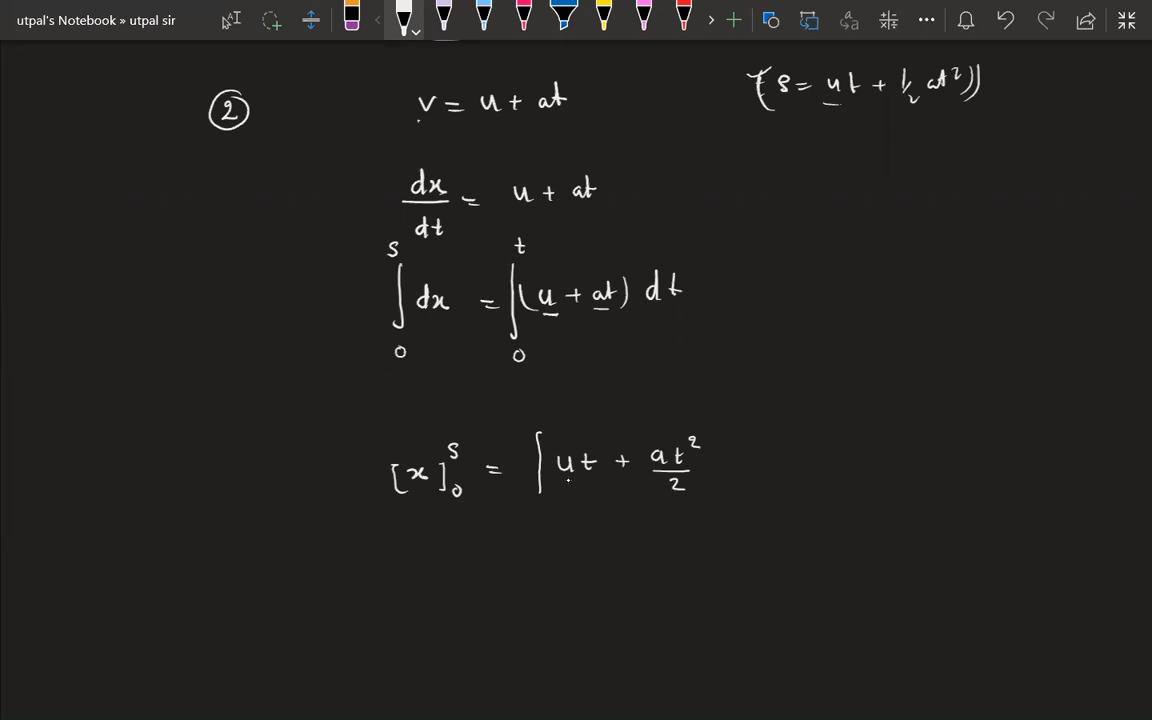 utpal's Notebook » utpal sir
(S = ut + 1/2 at²)
② v = u + at
dx/dt = u + at
∫₀ˢ dx = ∫₀ᵗ (u + at) dt
[x]₀ˢ = [ut + at²/2